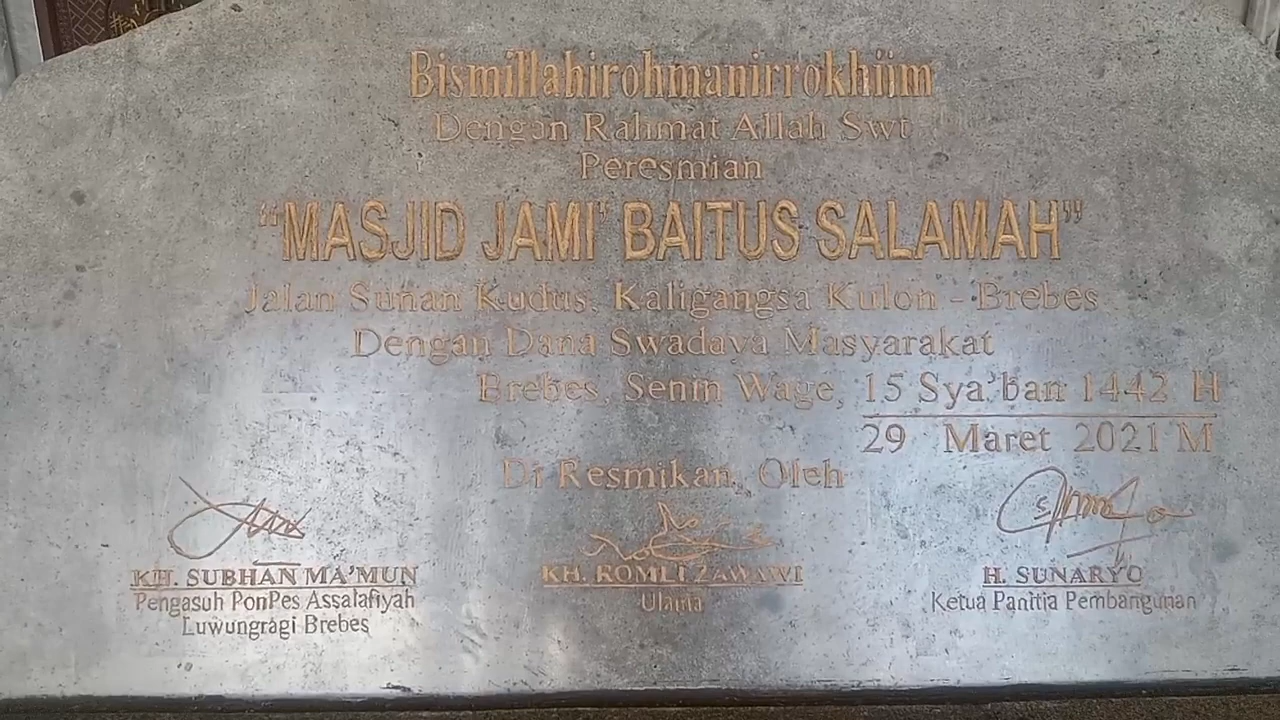 Bismillahirohmanirrokhiim
Dengan Rahmat Allah Swt
Peresmian
“MASJID JAMI’ BAITUS SALAMAH”
Jalan Sunan Kudus, Kaligangsa Kulon - Brebes
Dengan Dana Swadaya Masyarakat
Brebes, Senin Wage, 15 Sya’ban 1442 H
29 Maret 2021 M
Di Resmikan Oleh
KH. SUBHAN MA’MUN
Pengasuh PonPes Assalafiyah
Luwungragi Brebes
KH. ROMLI ZAWAWI
Ulama
H. SUNARYO
Ketua Panitia Pembangunan